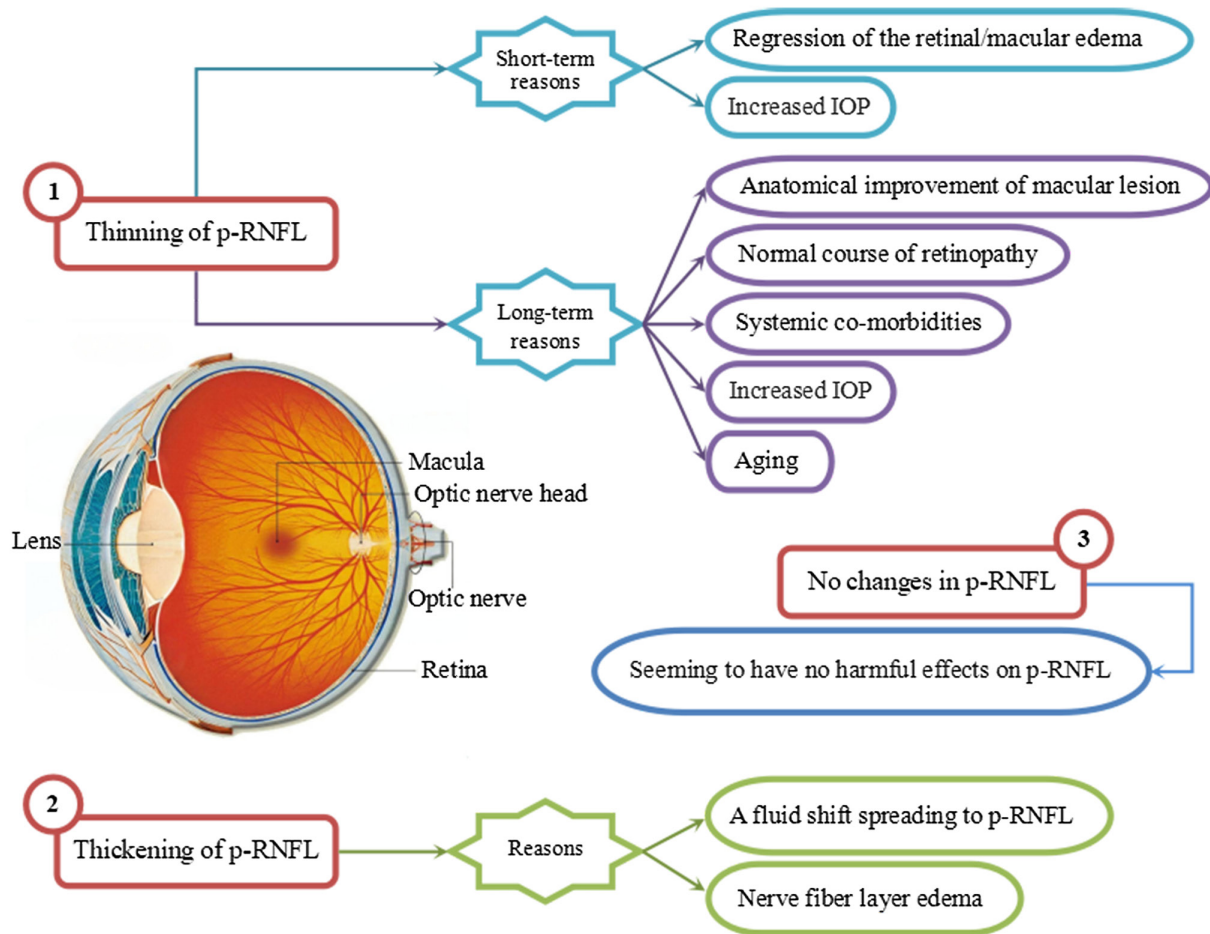 1
Thinning of p-RNFL
Short-term
reasons
Regression of the retinal/macular edema
Increased IOP
Long-term
reasons
Anatomical improvement of macular lesion
Normal course of retinopathy
Systemic co-morbidities
Increased IOP
Aging
Macula
Optic nerve head
Lens
Optic nerve
Retina
3
No changes in p-RNFL
Seeming to have no harmful effects on p-RNFL
2
Thickening of p-RNFL
Reasons
A fluid shift spreading to p-RNFL
Nerve fiber layer edema